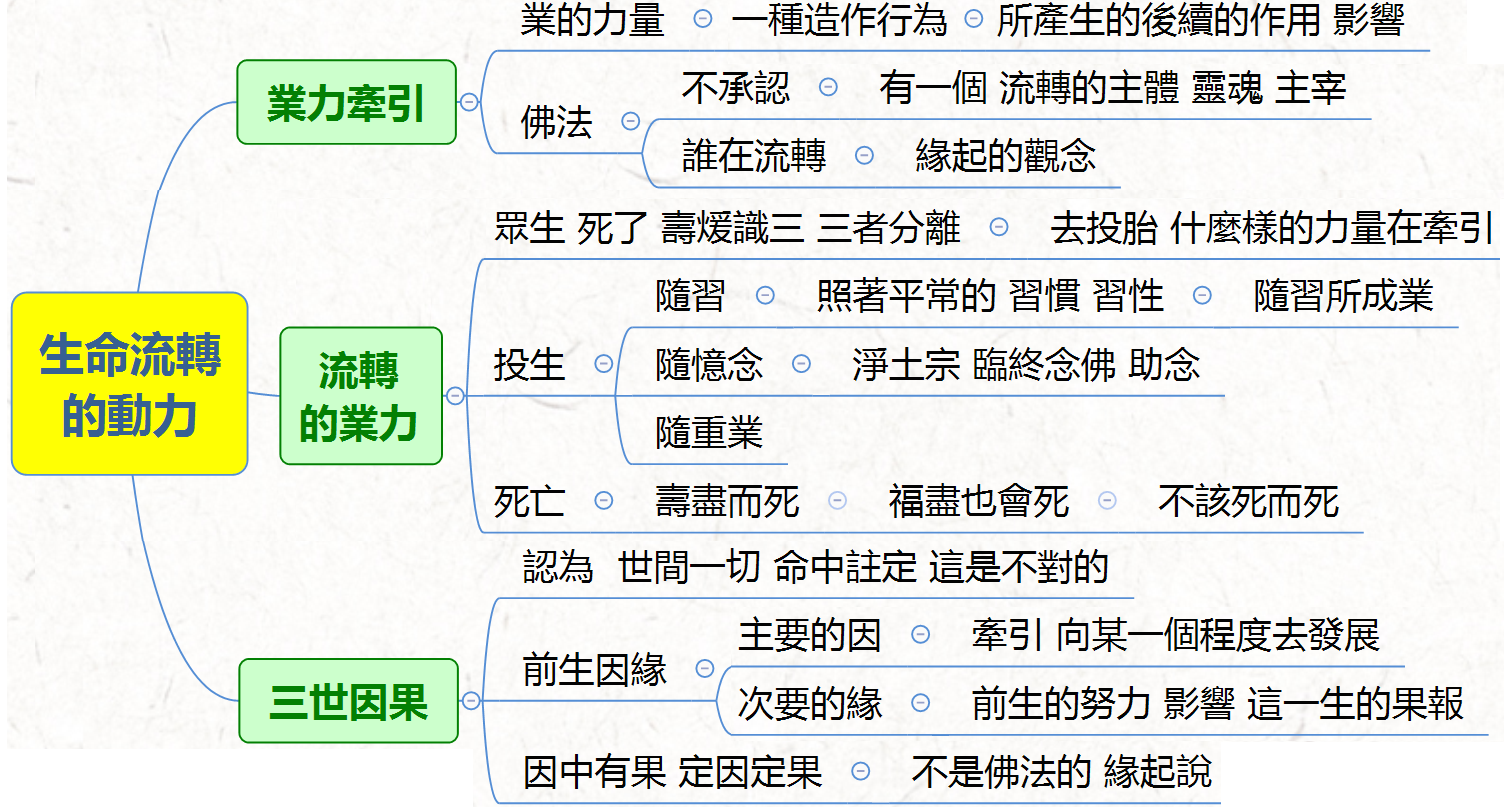 業的力量 一種造作行為 所產生的後續的作用 影響
業力牽引
不承認 有一個 流轉的主體 靈魂 主宰
佛法
誰在流轉 緣起的觀念
眾生 死了 壽煖識三 三者分離 去投胎 什麼樣的力量在牽引
隨習 照著平常的 習慣 習性 隨習所成業
生命流轉
的動力
流轉
的業力
投生
隨憶念 淨土宗 臨終念佛 助念
隨重業
死亡 壽盡而死 福盡也會死 不該死而死
認為 世間一切 命中註定 這是不對的
主要的因 牽引 向某一個程度去發展
前生因緣
三世因果
次要的緣 前生的努力 影響 這一生的果報
因中有果 定因定果 不是佛法的 緣起說